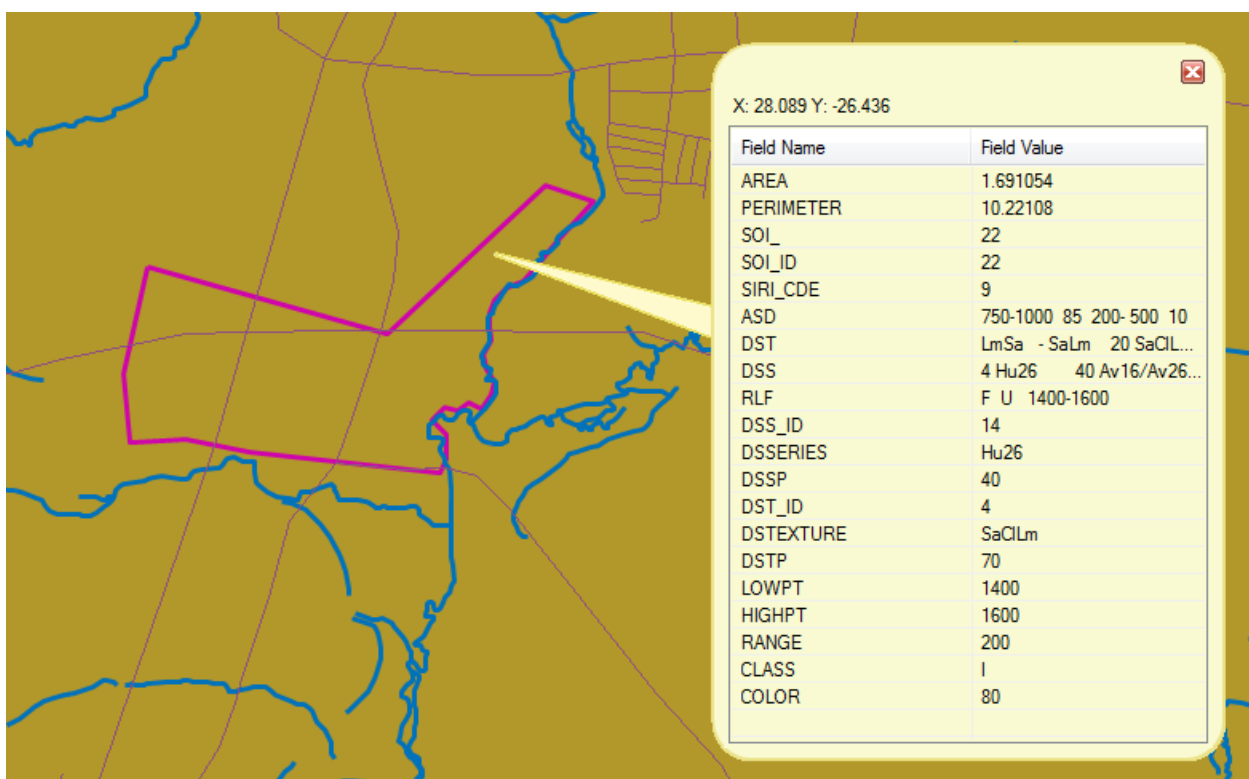 X: 28.089 Y: -26.436
Field Name Field Value
AREA 1.691054
PERIMETER 10.22108
SOI_ 22
SOI_ID 22
SIRI_CDE 9
ASD 750-1000 85 200- 500 10
DST LmSa - SaLm 20 SaClL...
DSS 4 Hu26 40 Av16/Av26...
RLF F U 1400-1600
DSS_ID 14
DSSERIES Hu26
DSSP 40
DST_ID 4
DSTEXTURE SaClLm
DSTP 70
LOWPT 1400
HIGHPT 1600
RANGE 200
CLASS I
COLOR 80